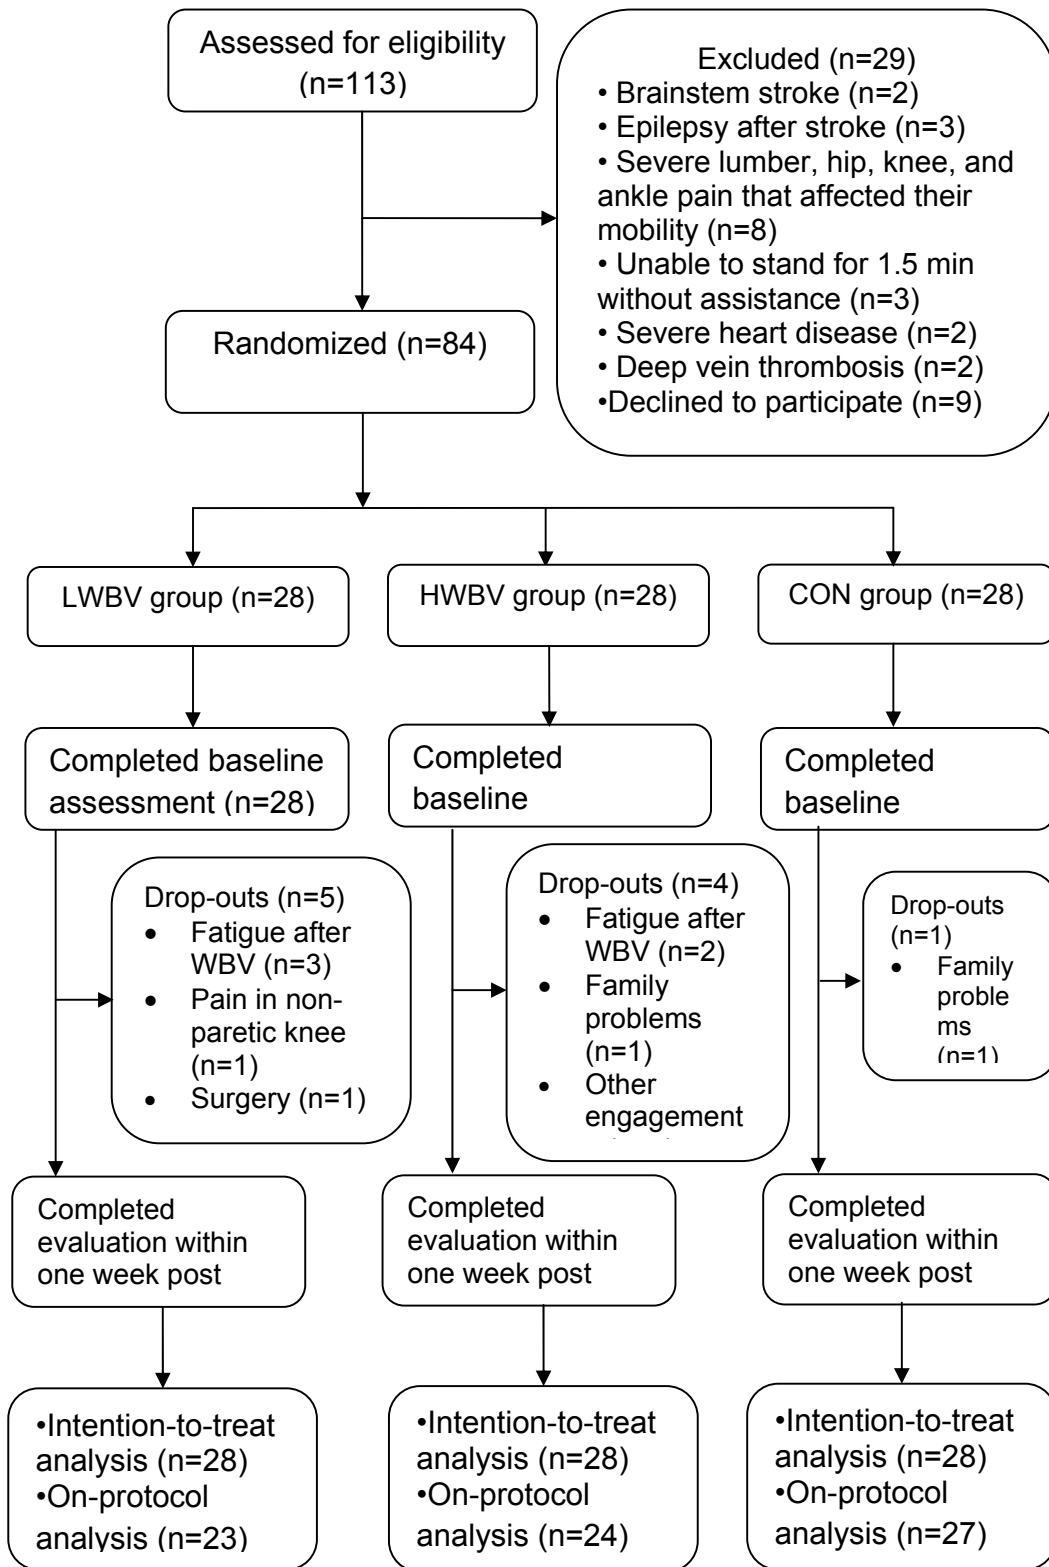 Assessed for eligibility
(n=113)
Excluded (n=29)
• Brainstem stroke (n=2)
• Epilepsy after stroke (n=3)
• Severe lumber, hip, knee, and
ankle pain that affected their
mobility (n=8)
• Unable to stand for 1.5 min
without assistance (n=3)
• Severe heart disease (n=2)
• Deep vein thrombosis (n=2)
•Declined to participate (n=9)
Randomized (n=84)
LWBV group (n=28)
HWBV group (n=28)
CON group (n=28)
Completed baseline
assessment (n=28)
Completed
baseline
Completed
baseline
Drop-outs (n=5)
• Fatigue after
WBV (n=3)
• Pain in non-
paretic knee
(n=1)
• Surgery (n=1)
Drop-outs (n=4)
• Fatigue after
WBV (n=2)
• Family
problems
(n=1)
• Other
engagement
Drop-outs
(n=1)
• Family
proble
ms
(n=1)
Completed
evaluation within
one week post
Completed
evaluation within
one week post
Completed
evaluation within
one week post
•Intention-to-treat
analysis (n=28)
•On-protocol
analysis (n=23)
•Intention-to-treat
analysis (n=28)
•On-protocol
analysis (n=24)
•Intention-to-treat
analysis (n=28)
•On-protocol
analysis (n=27)